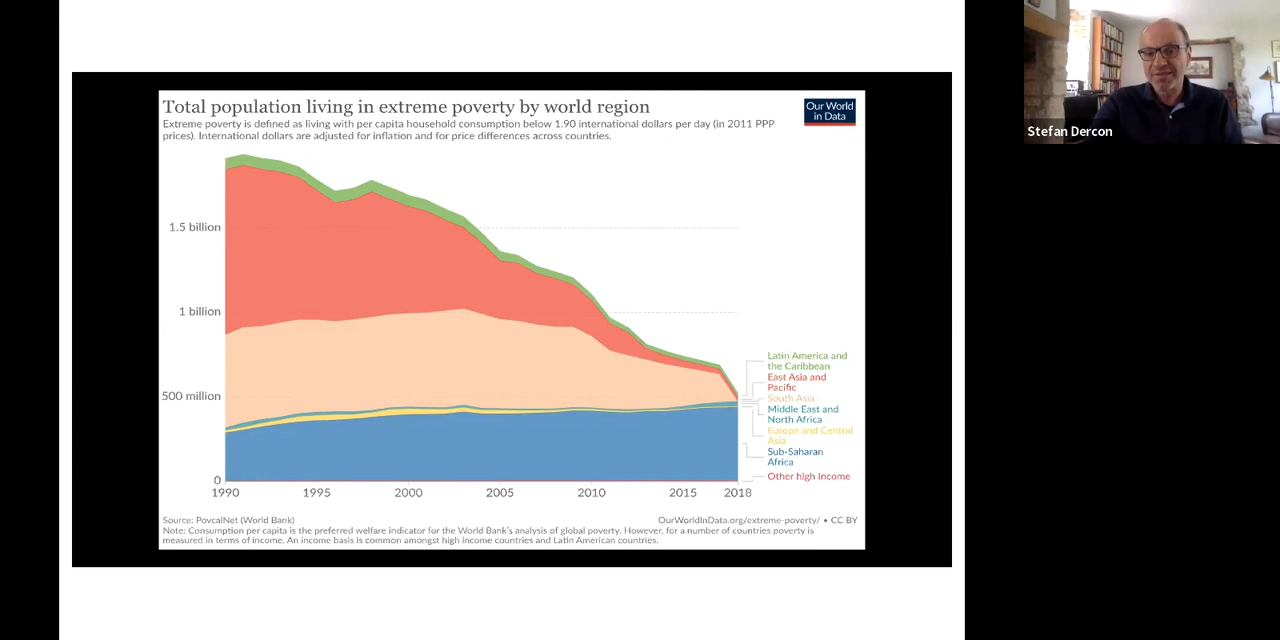 Total population living in extreme poverty by world region
Our World
in Data
Extreme poverty is defined as living with per capita household consumption below 1.90 international dollars per day (in 2011 PPP
prices). International dollars are adjusted for inflation and for price differences across countries.
1.5 billion
1 billion
500 million
0
1990
1995
2000
2005
2010
2015
2018
Latin America and
the Caribbean
East Asia and
Pacific
South Asia
Middle East and
North Africa
Europe and Central
Asia
Sub-Saharan
Africa
Other high Income
Source: PovcalNet (World Bank)
OurWorldInData.org/extreme-poverty/ • CC BY
Note: Consumption per capita is the preferred welfare indicator for the World Bank's analysis of global poverty. However, for a number of countries poverty is
measured in terms of income. An income basis is common amongst high income countries and Latin American countries.
Stefan Dercon